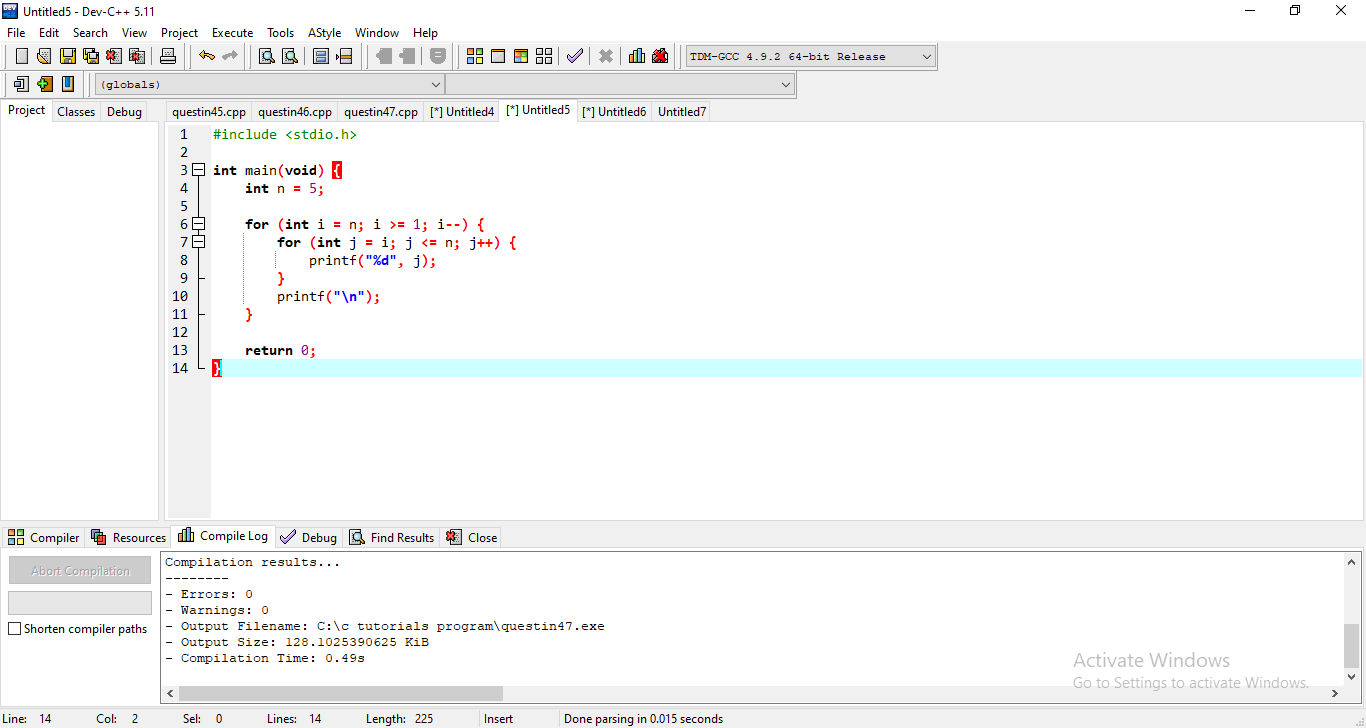 Untitled5 - Dev-C++ 5.11
File Edit Search View Project Execute Tools AStyle Window Help
TDM-GCC 4.9.2 64-bit Release
(globals)
Project Classes Debug questin45.cpp questin46.cpp questin47.cpp [*] Untitled4 [*] Untitled5 [*] Untitled6 Untitled7
1 #include <stdio.h>
2
3 int main(void) {
4     int n = 5;
5
6     for (int i = n; i >= 1; i--) {
7         for (int j = i; j <= n; j++) {
8             printf("%d", j);
9         }
10         printf("\n");
11     }
12
13     return 0;
14 }
Compiler Resources Compile Log Debug Find Results Close
Abort Compilation
Shorten compiler paths
Compilation results...
--------
- Errors: 0
- Warnings: 0
- Output Filename: C:\c tutorials program\questin47.exe
- Output Size: 128.1025390625 KiB
- Compilation Time: 0.49s
Activate Windows
Go to Settings to activate Windows.
Line: 14 Col: 2 Sel: 0 Lines: 14 Length: 225 Insert Done parsing in 0.015 seconds